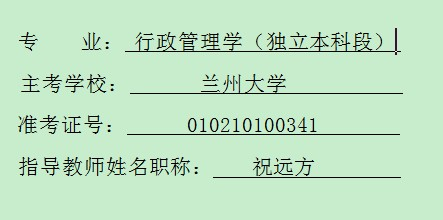 专 业：行政管理学（独立本科段）
主考学校：兰州大学
准考证号：010210100341
指导教师姓名职称：祝远方